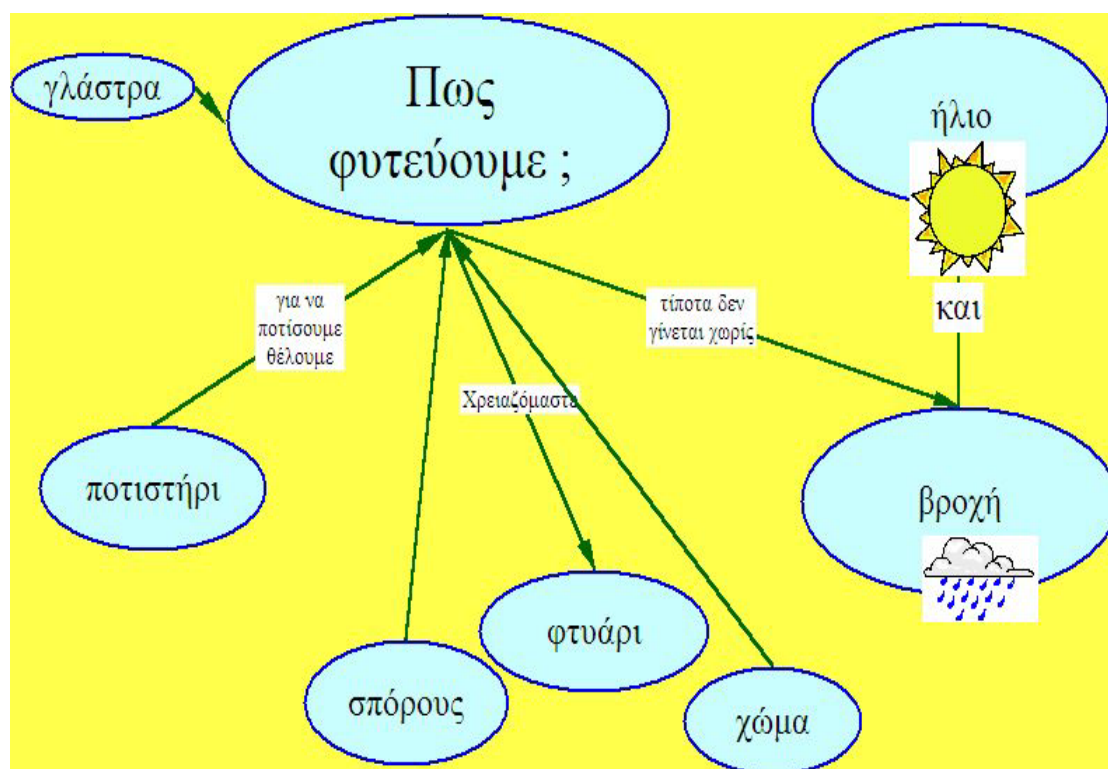 γλάστρα
Πως
φυτεύουμε ;
ήλιο
για να
ποτίσουμε
θέλουμε
τίποτα δεν
γίνεται χωρίς
και
Χρειαζόμαστε
ποτιστήρι
βροχή
φτυάρι
σπόρους
χώμα